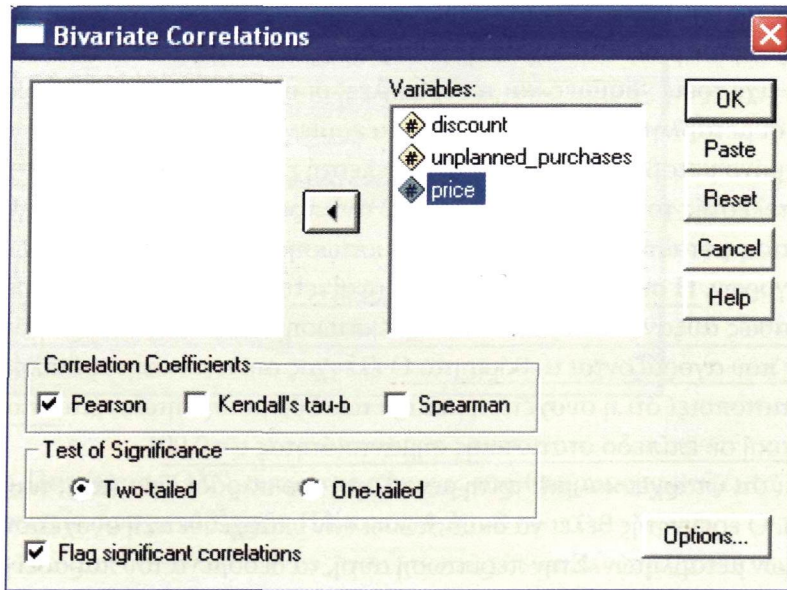 Bivariate Correlations
Variables:
discount
unplanned_purchases
price
OK
Paste
Reset
Cancel
Help
Correlation Coefficients
Pearson
Kendall's tau-b
Spearman
Test of Significance
Two-tailed
One-tailed
Flag significant correlations
Options...